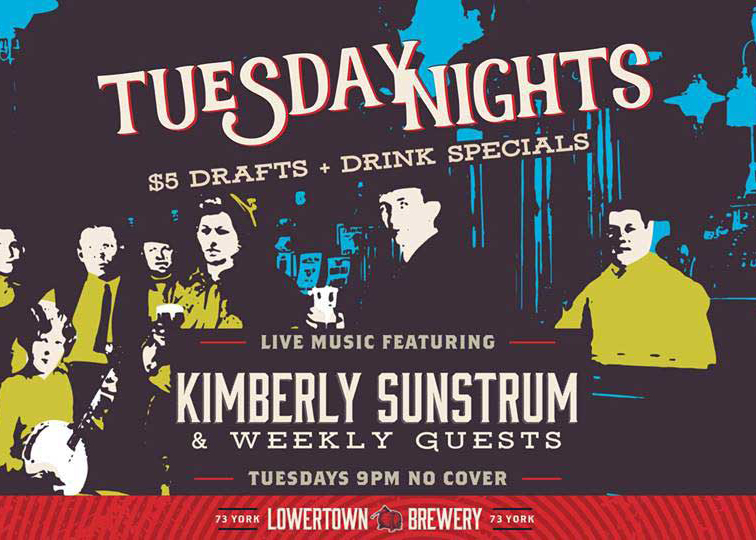 TUESDAY NIGHTS
$5 DRAFTS + DRINK SPECIALS
LIVE MUSIC FEATURING
KIMBERLY SUNSTRUM
& WEEKLY GUESTS
TUESDAYS 9PM NO COVER
73 YORK LOWERTOWN BREWERY 73 YORK